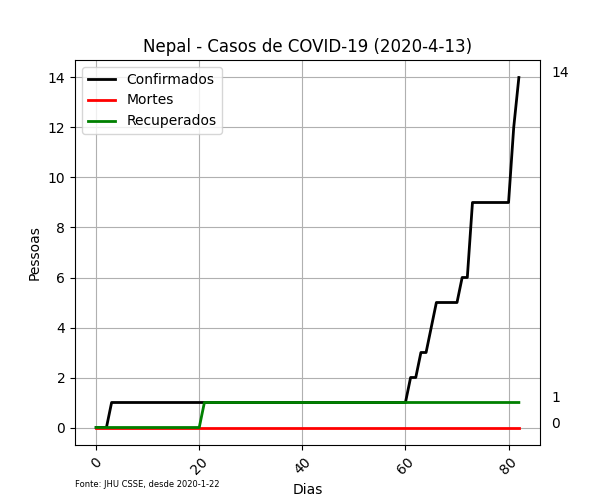 Nepal - Casos de COVID-19 (2020-4-13)
Confirmados
Mortes
Recuperados
14
12
10
8
6
4
2
0
Pessoas
14
1
0
0
20
40
60
80
Dias
Fonte: JHU CSSE, desde 2020-1-22